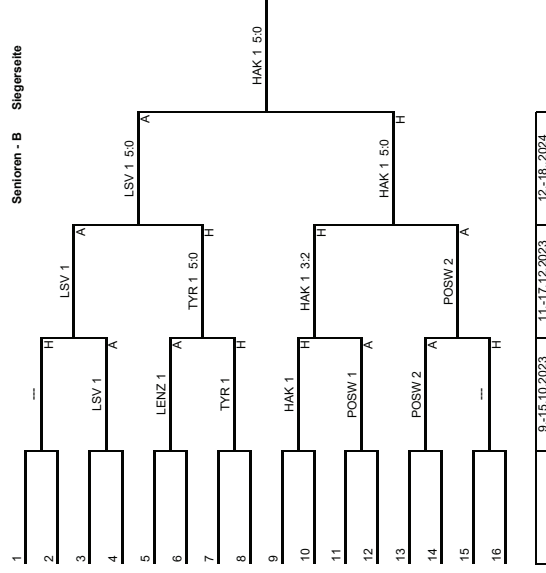 Senioren - B Siegerseite
1
2
3
4
5
6
7
8
9
10
11
12
13
14
15
16
---
LSV 1
LENZ 1
TYR 1
HAK 1
POSW 1
POSW 2
---
H
A
A
H
H
A
A
H
LSV 1
TYR 1 5:0
HAK 1 3:2
POSW 2
A
H
H
A
LSV 1 5:0
HAK 1 5:0
A
H
HAK 1 5:0
9.-15.10.2023
11.-17.12.2023
12.-18. 2024